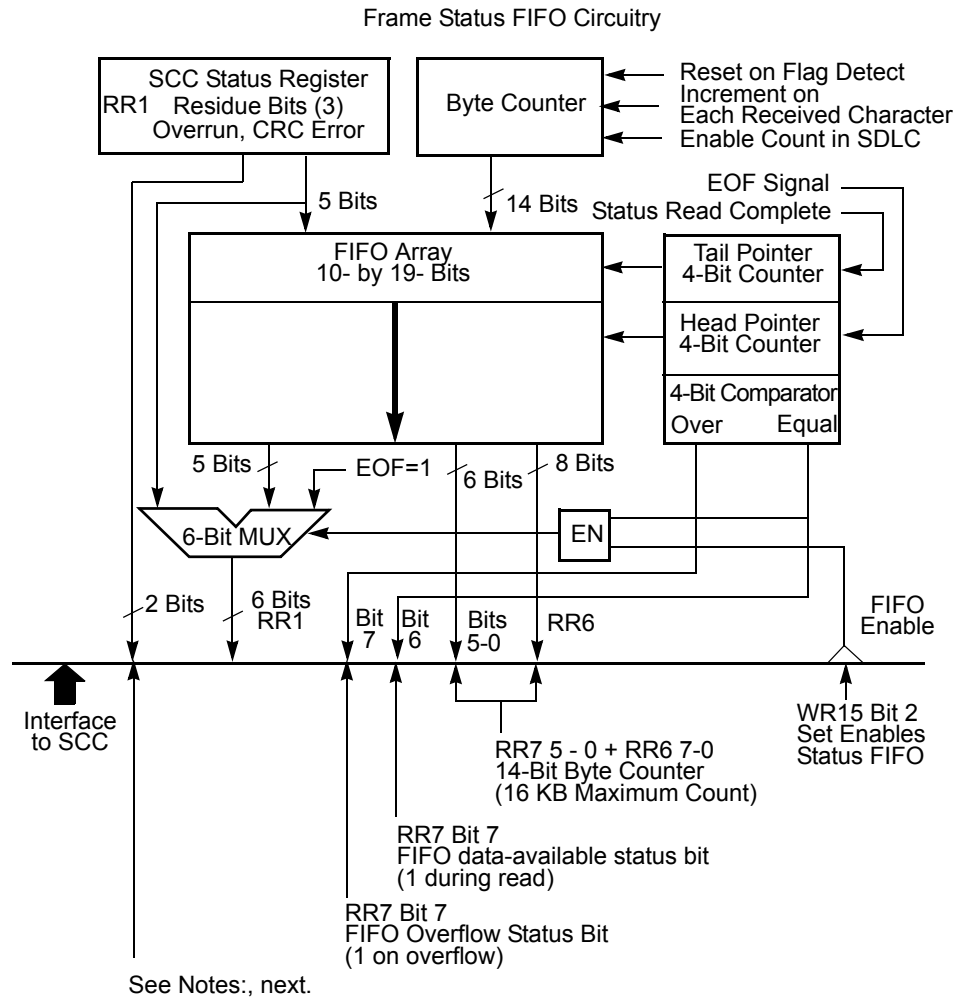 Frame Status FIFO Circuitry
SCC Status Register
RR1
Residue Bits (3)
Overrun, CRC Error
Byte Counter
Reset on Flag Detect
Increment on
Each Received Character
Enable Count in SDLC
EOF Signal
Status Read Complete
5 Bits
14 Bits
FIFO Array
10- by 19- Bits
Tail Pointer
4-Bit Counter
Head Pointer
4-Bit Counter
4-Bit Comparator
Over
Equal
5 Bits
EOF=1
6 Bits
8 Bits
6-Bit MUX
EN
2 Bits
6 Bits
RR1
Bit
7
Bit
6
Bits
5-0
RR6
FIFO
Enable
Interface
to SCC
WR15 Bit 2
Set Enables
Status FIFO
RR7 5 - 0 + RR6 7-0
14-Bit Byte Counter
(16 KB Maximum Count)
RR7 Bit 7
FIFO data-available status bit
(1 during read)
RR7 Bit 7
FIFO Overflow Status Bit
(1 on overflow)
See Notes:, next.